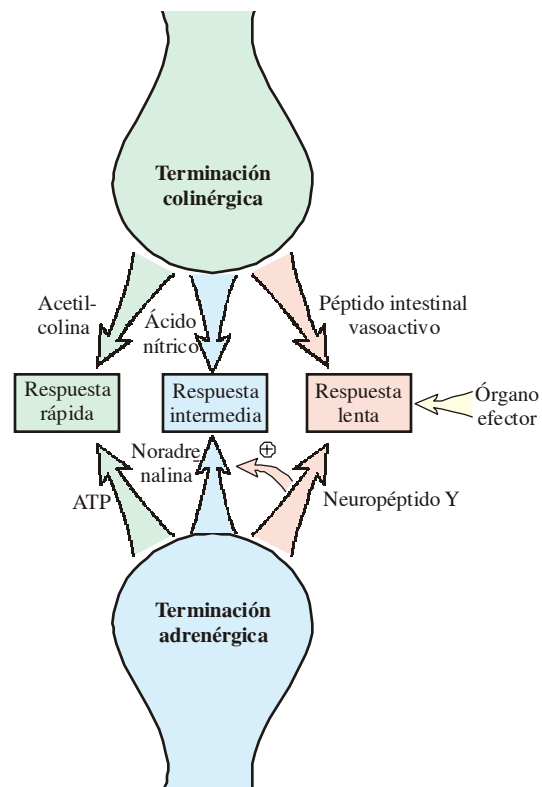 Terminación
colinérgica
Acetil-
colina
Ácido
nítrico
Péptido intestinal
vasoactivo
Respuesta
rápida
Respuesta
intermedia
Respuesta
lenta
Órgano
efector
Noradre
nalina
+
ATP
Neuropéptido Y
Terminación
adrenérgica